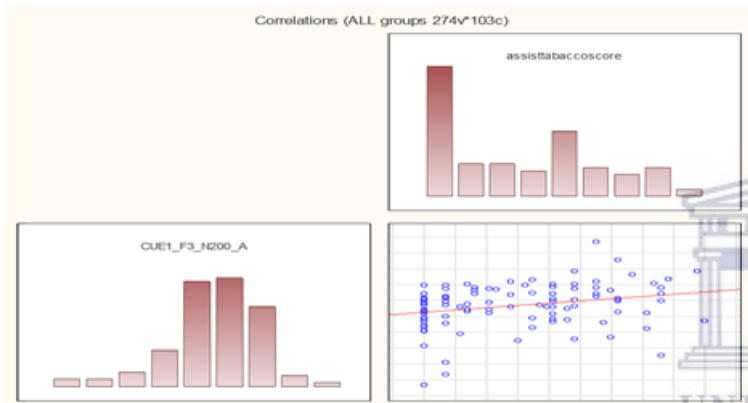 Correlations (ALL groups 274v*103c)
assisttabaccoscore
CUE1_F3_N200_A